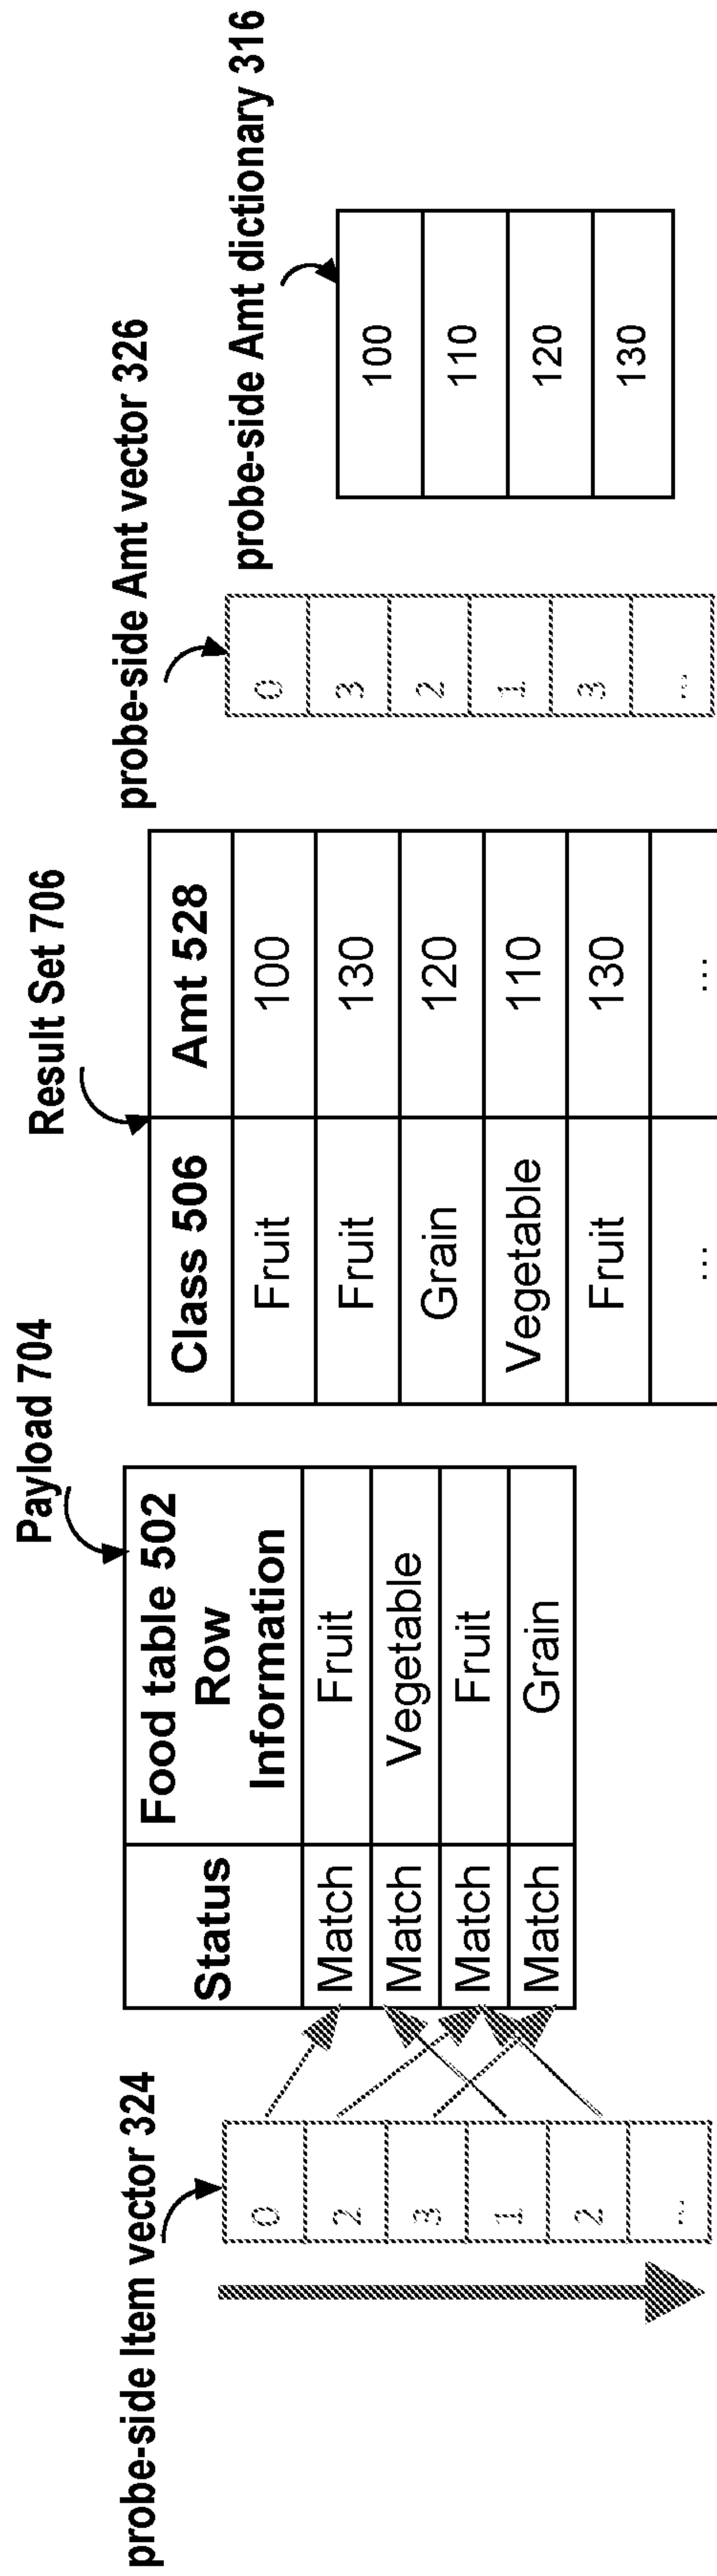 probe-side Item vector 324
0
2
3
1
2
...
Payload 704
Status
Food table 502
Row
Information
Match
Fruit
Match
Vegetable
Match
Fruit
Match
Grain
Result Set 706
Class 506
Amt 528
Fruit
100
Fruit
130
Grain
120
Vegetable
110
Fruit
130
...
...
probe-side Amt vector 326
0
3
2
1
3
...
probe-side Amt dictionary 316
100
110
120
130